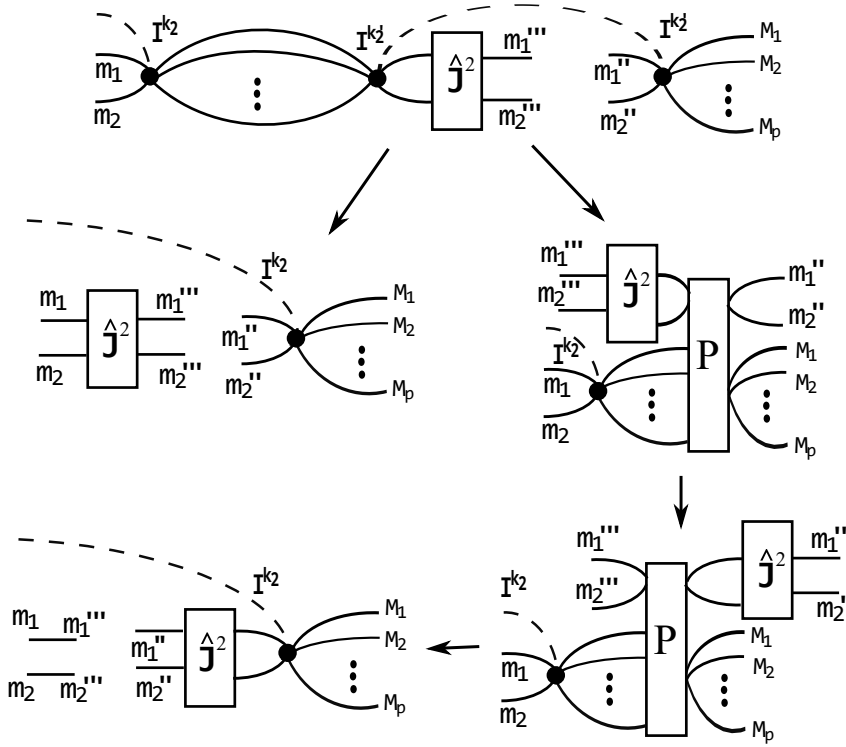 I^k₂ I^k₂' m₁''' Ĵ² m₂''' I^k₂' m₁'' m₂'' M₁ M₂ Mₚ
m₁ m₂
I^k₂ m₁ m₂ Ĵ² m₁''' m₂''' m₁'' m₂'' M₁ M₂ Mₚ
m₁''' m₂''' Ĵ² I^k₂ m₁ m₂ P m₁'' m₂'' M₁ M₂ Mₚ
I^k₂ m₁ m₁''' m₂ m₂''' m₁'' m₂'' Ĵ² M₁ M₂ Mₚ
m₁''' m₂''' I^k₂ m₁ m₂ P Ĵ² m₁'' m₂' M₁ M₂ Mₚ